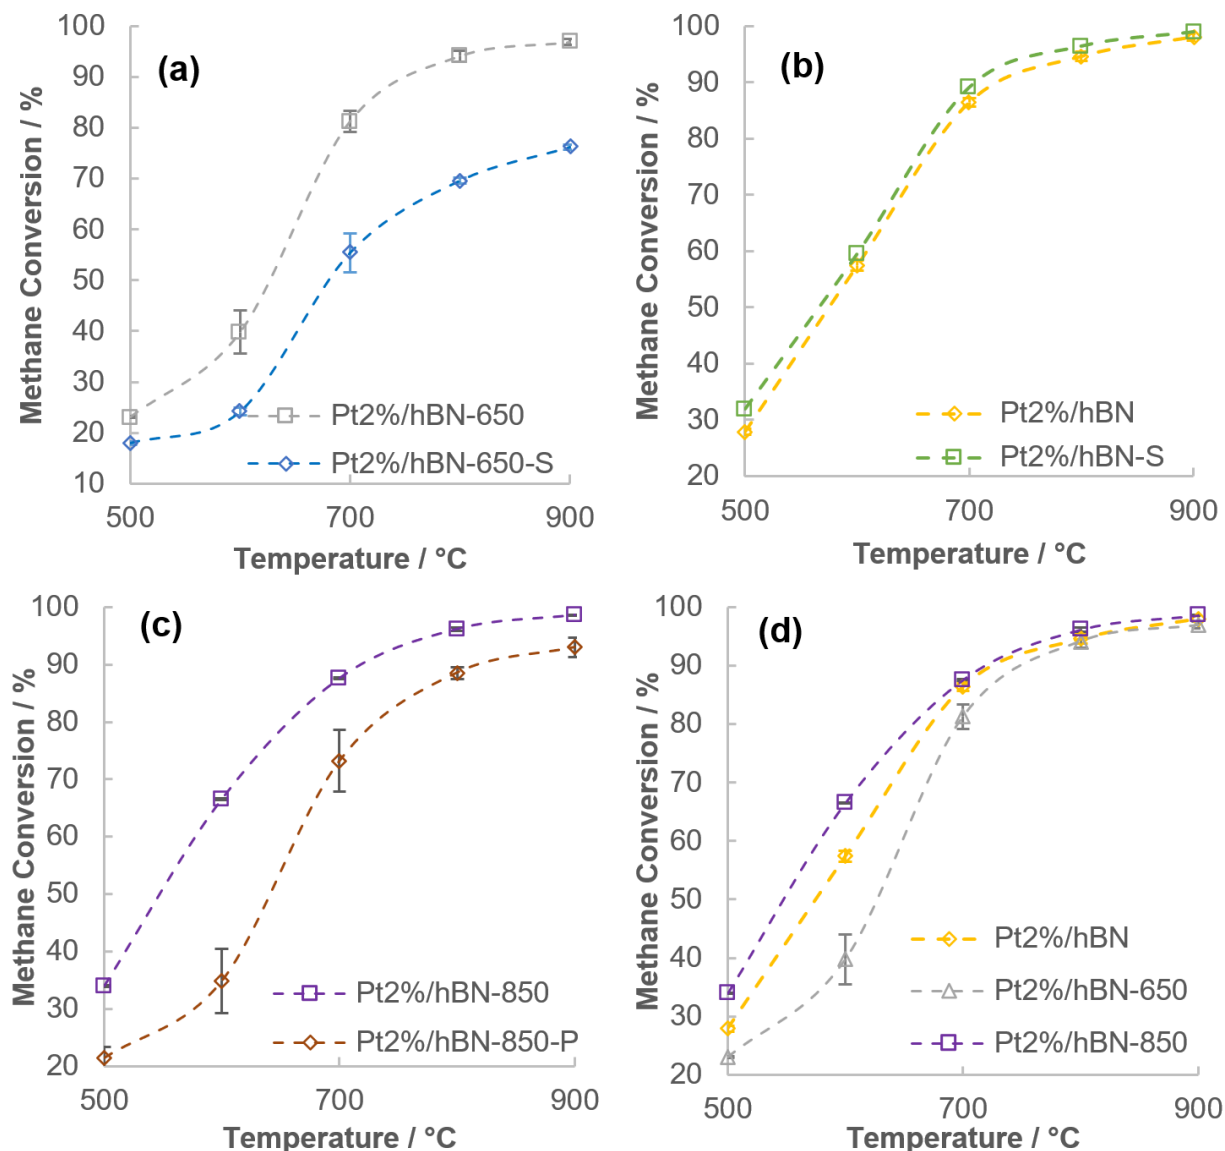 (a)
Methane Conversion / %
100
90
80
70
60
50
40
30
20
10
500
700
900
Temperature / °C
Pt2%/hBN-650
Pt2%/hBN-650-S
(b)
Methane Conversion / %
100
90
80
70
60
50
40
30
20
500
700
900
Temperature / °C
Pt2%/hBN
Pt2%/hBN-S
(c)
Methane Conversion / %
100
90
80
70
60
50
40
30
20
500
700
900
Temperature / °C
Pt2%/hBN-850
Pt2%/hBN-850-P
(d)
Methane Conversion / %
100
90
80
70
60
50
40
30
20
500
700
900
Temperature / °C
Pt2%/hBN
Pt2%/hBN-650
Pt2%/hBN-850